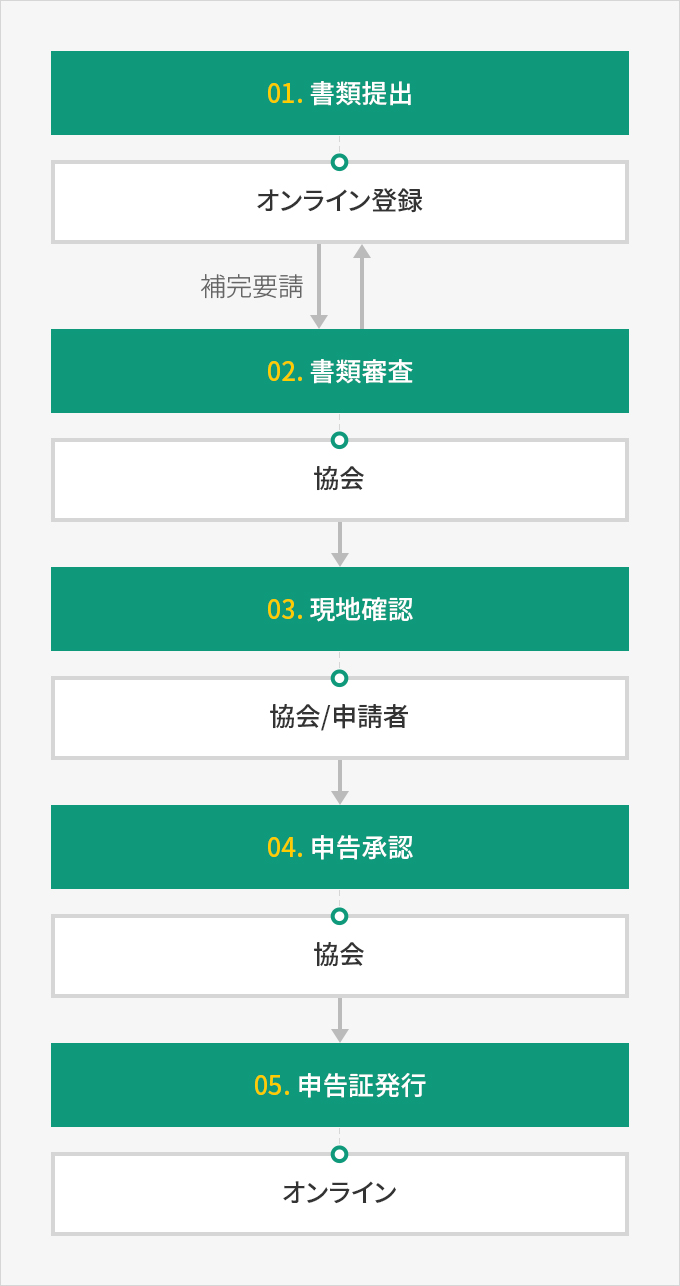 01. 書類提出
オンライン登録
補完要請
02. 書類審査
協会
03. 現地確認
協会/申請者
04. 申告承認
協会
05. 申告証発行
オンライン